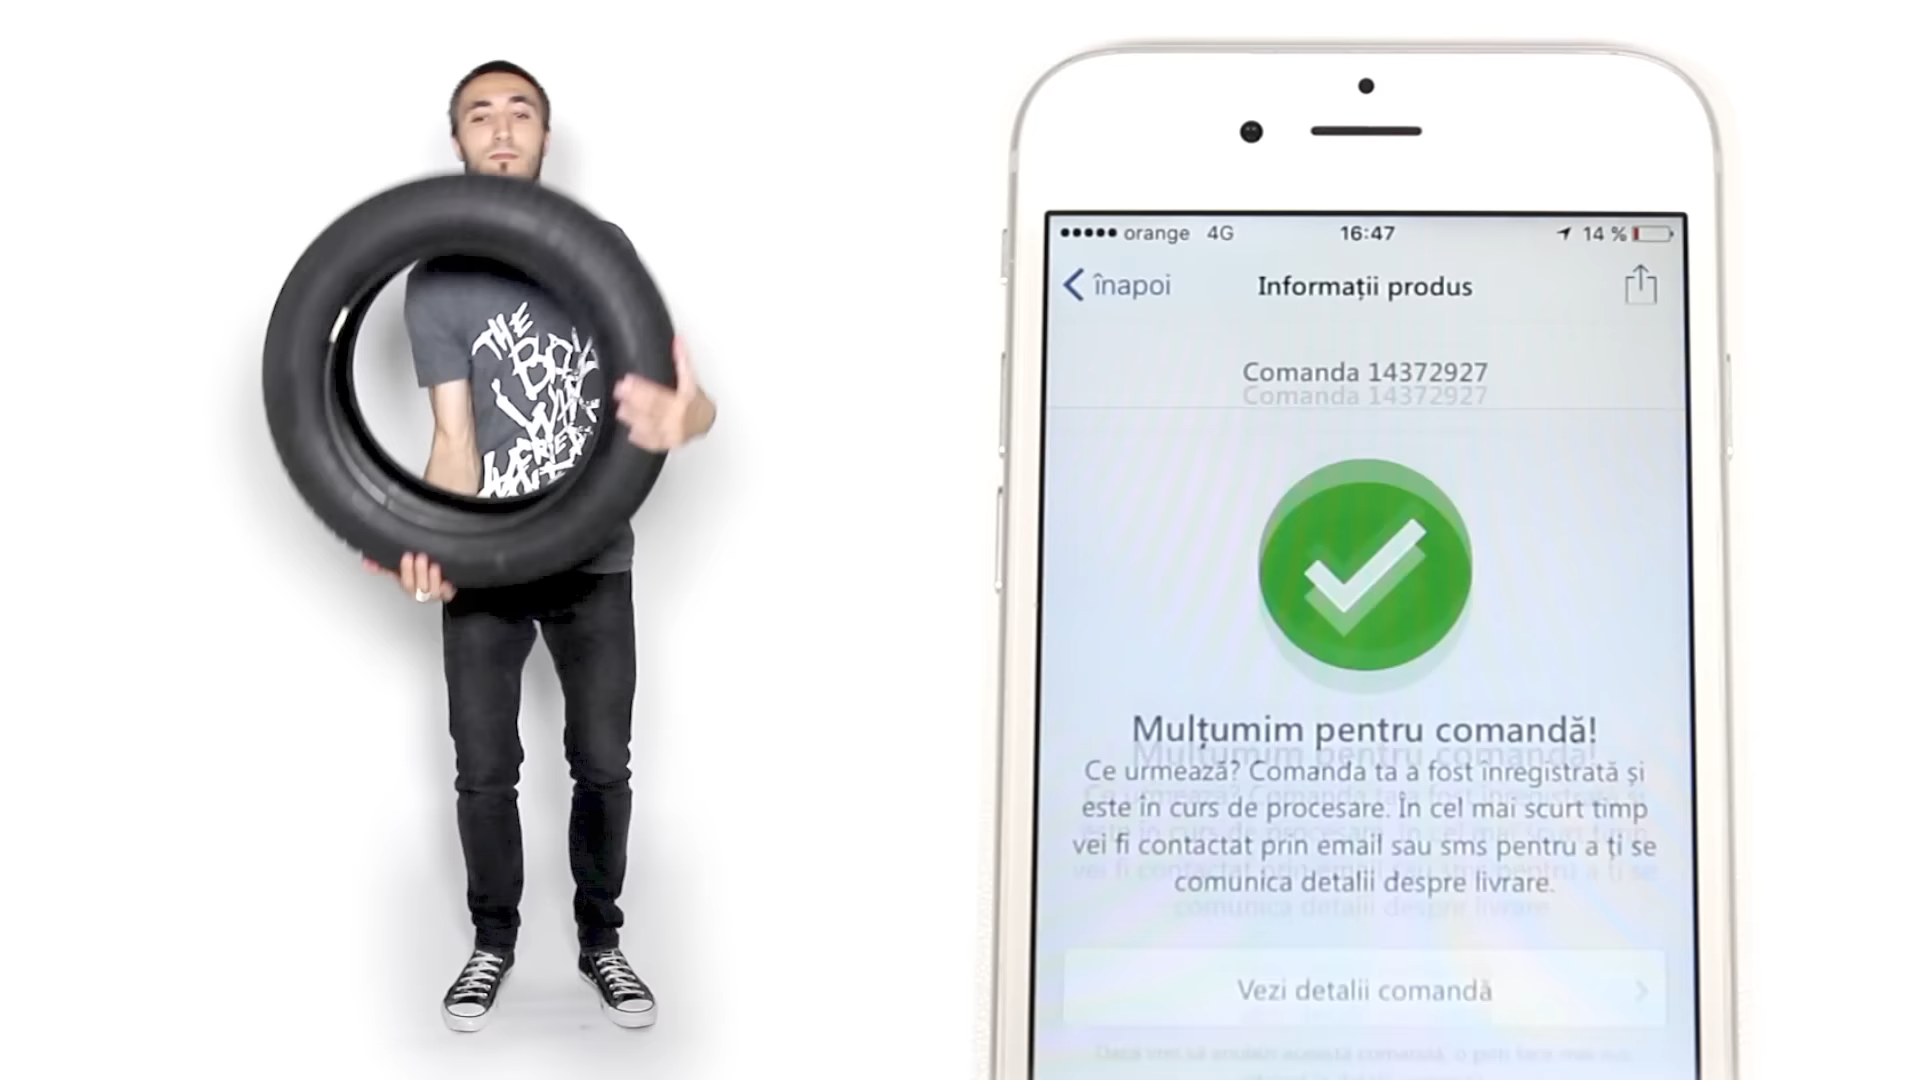 THE
orange 4G 16:47 14 %
înapoi Informații produs
Comanda 14372927
Mulțumim pentru comandă!
Ce urmează? Comanda ta a fost înregistrată și
este în curs de procesare. În cel mai scurt timp
vei fi contactat prin email sau sms pentru a ți se
comunica detalii despre livrare.
Vezi detalii comandă